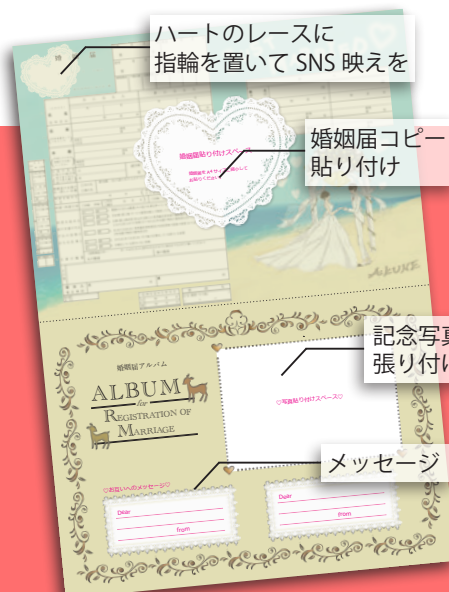 ハートのレースに
指輪を置いて SNS 映えを
婚姻届コピー
貼り付け
婚姻届貼り付けスペース
AKUNE
記念写真
張り付け
婚姻届アルバム
ALBUM
for
REGISTRATION OF
MARRIAGE
♡写真貼り付けスペース♡
メッセージ
♡お互いへのメッセージ♡
Dear
from
Dear
from